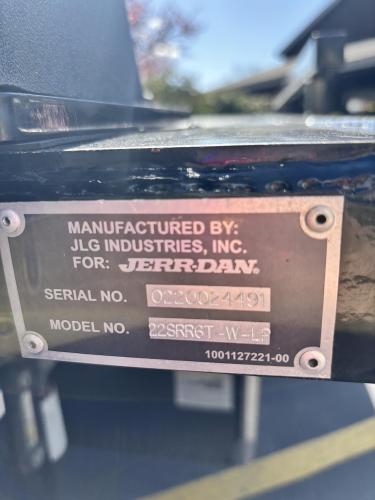 MANUFACTURED BY:
JLG INDUSTRIES, INC.
FOR: JERR-DAN.
SERIAL NO. 0220024491
MODEL NO. 22SRR6T-W-LP
1001127221-00